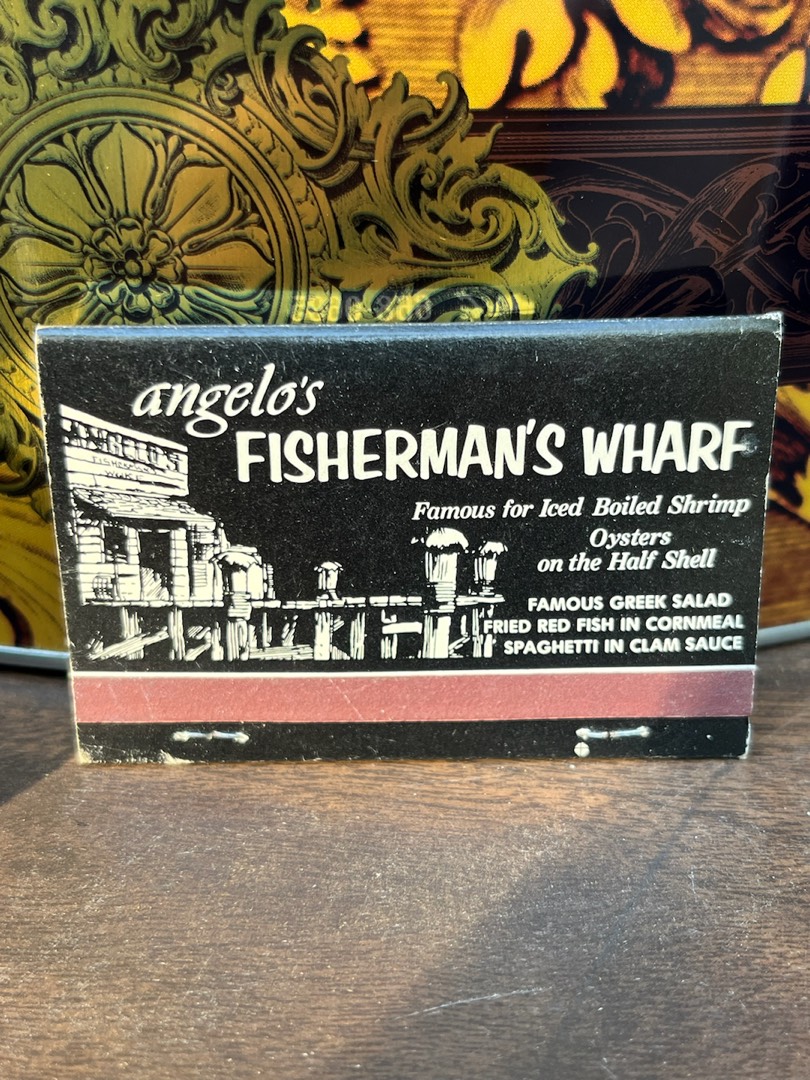 angelo's
FISHERMAN'S WHARF
ANGELO'S
Famous for Iced Boiled Shrimp
Oysters
on the Half Shell
FAMOUS GREEK SALAD
FRIED RED FISH IN CORNMEAL
SPAGHETTI IN CLAM SAUCE